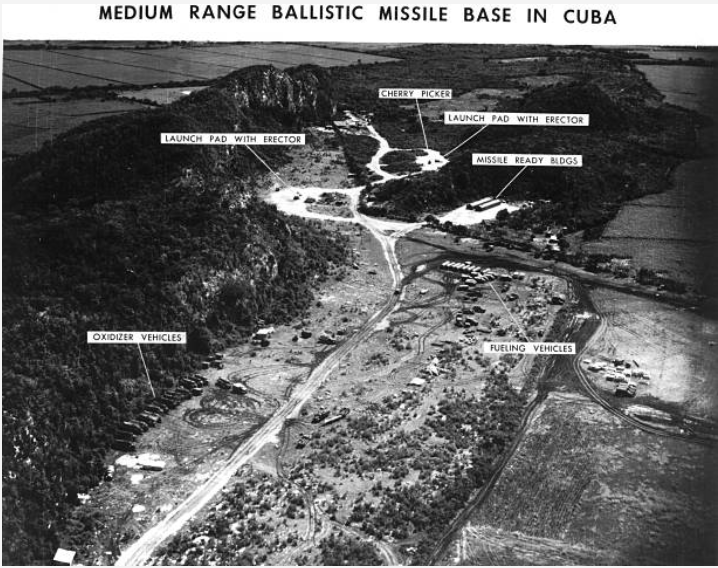 MEDIUM RANGE BALLISTIC MISSILE BASE IN CUBA
CHERRY PICKER
LAUNCH PAD WITH ERECTOR
LAUNCH PAD WITH ERECTOR
MISSILE READY BLDGS
OXIDIZER VEHICLES
FUELING VEHICLES